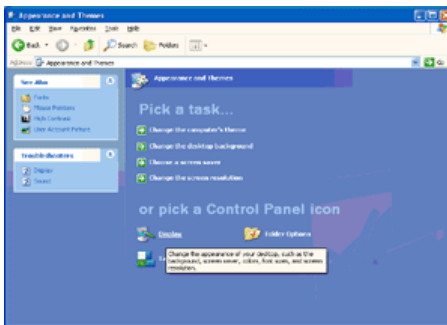 Appearance and Themes
File Edit View Favorites Tools Help
Back Search Folders
Address Appearance and Themes Go
See Also
Fonts
Mouse Pointers
High Contrast
User Account Picture
Troubleshooters
Display
Sound
Appearance and Themes
Pick a task...
Change the computer's theme
Change the desktop background
Choose a screen saver
Change the screen resolution
or pick a Control Panel icon
Display
Folder Options
Change the appearance of your desktop, such as the
background, screen saver, colors, font sizes, and screen
resolution.